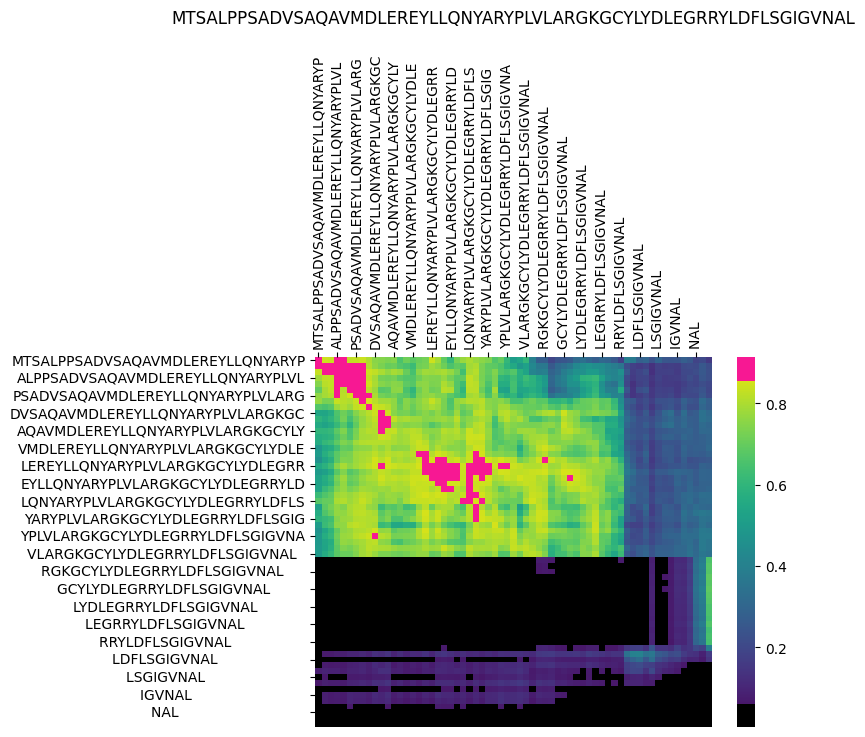 MTSALPPSADVSAQAVMDLEREYLLQNYARYPLVLARGKGCYLYDLEGRRYLDFLSGIGVNAL
MTSALPPSADVSAQAVMDLEREYLLQNYARYP
ALPPSADVSAQAVMDLEREYLLQNYARYPLVL
PSADVSAQAVMDLEREYLLQNYARYPLVLARG
DVSAQAVMDLEREYLLQNYARYPLVLARGKGC
AQAVMDLEREYLLQNYARYPLVLARGKGCYLY
VMDLEREYLLQNYARYPLVLARGKGCYLYDLE
LEREYLLQNYARYPLVLARGKGCYLYDLEGRR
EYLLQNYARYPLVLARGKGCYLYDLEGRRYLD
LQNYARYPLVLARGKGCYLYDLEGRRYLDFLS
YARYPLVLARGKGCYLYDLEGRRYLDFLSGIG
YPLVLARGKGCYLYDLEGRRYLDFLSGIGVNA
VLARGKGCYLYDLEGRRYLDFLSGIGVNAL
RGKGCYLYDLEGRRYLDFLSGIGVNAL
GCYLYDLEGRRYLDFLSGIGVNAL
LYDLEGRRYLDFLSGIGVNAL
LEGRRYLDFLSGIGVNAL
RRYLDFLSGIGVNAL
LDFLSGIGVNAL
LSGIGVNAL
IGVNAL
NAL
MTSALPPSADVSAQAVMDLEREYLLQNYARYP
ALPPSADVSAQAVMDLEREYLLQNYARYPLVL
PSADVSAQAVMDLEREYLLQNYARYPLVLARG
DVSAQAVMDLEREYLLQNYARYPLVLARGKGC
AQAVMDLEREYLLQNYARYPLVLARGKGCYLY
VMDLEREYLLQNYARYPLVLARGKGCYLYDLE
LEREYLLQNYARYPLVLARGKGCYLYDLEGRR
EYLLQNYARYPLVLARGKGCYLYDLEGRRYLD
LQNYARYPLVLARGKGCYLYDLEGRRYLDFLS
YARYPLVLARGKGCYLYDLEGRRYLDFLSGIG
YPLVLARGKGCYLYDLEGRRYLDFLSGIGVNA
VLARGKGCYLYDLEGRRYLDFLSGIGVNAL
RGKGCYLYDLEGRRYLDFLSGIGVNAL
GCYLYDLEGRRYLDFLSGIGVNAL
LYDLEGRRYLDFLSGIGVNAL
LEGRRYLDFLSGIGVNAL
RRYLDFLSGIGVNAL
LDFLSGIGVNAL
LSGIGVNAL
IGVNAL
NAL
0.8
0.6
0.4
0.2